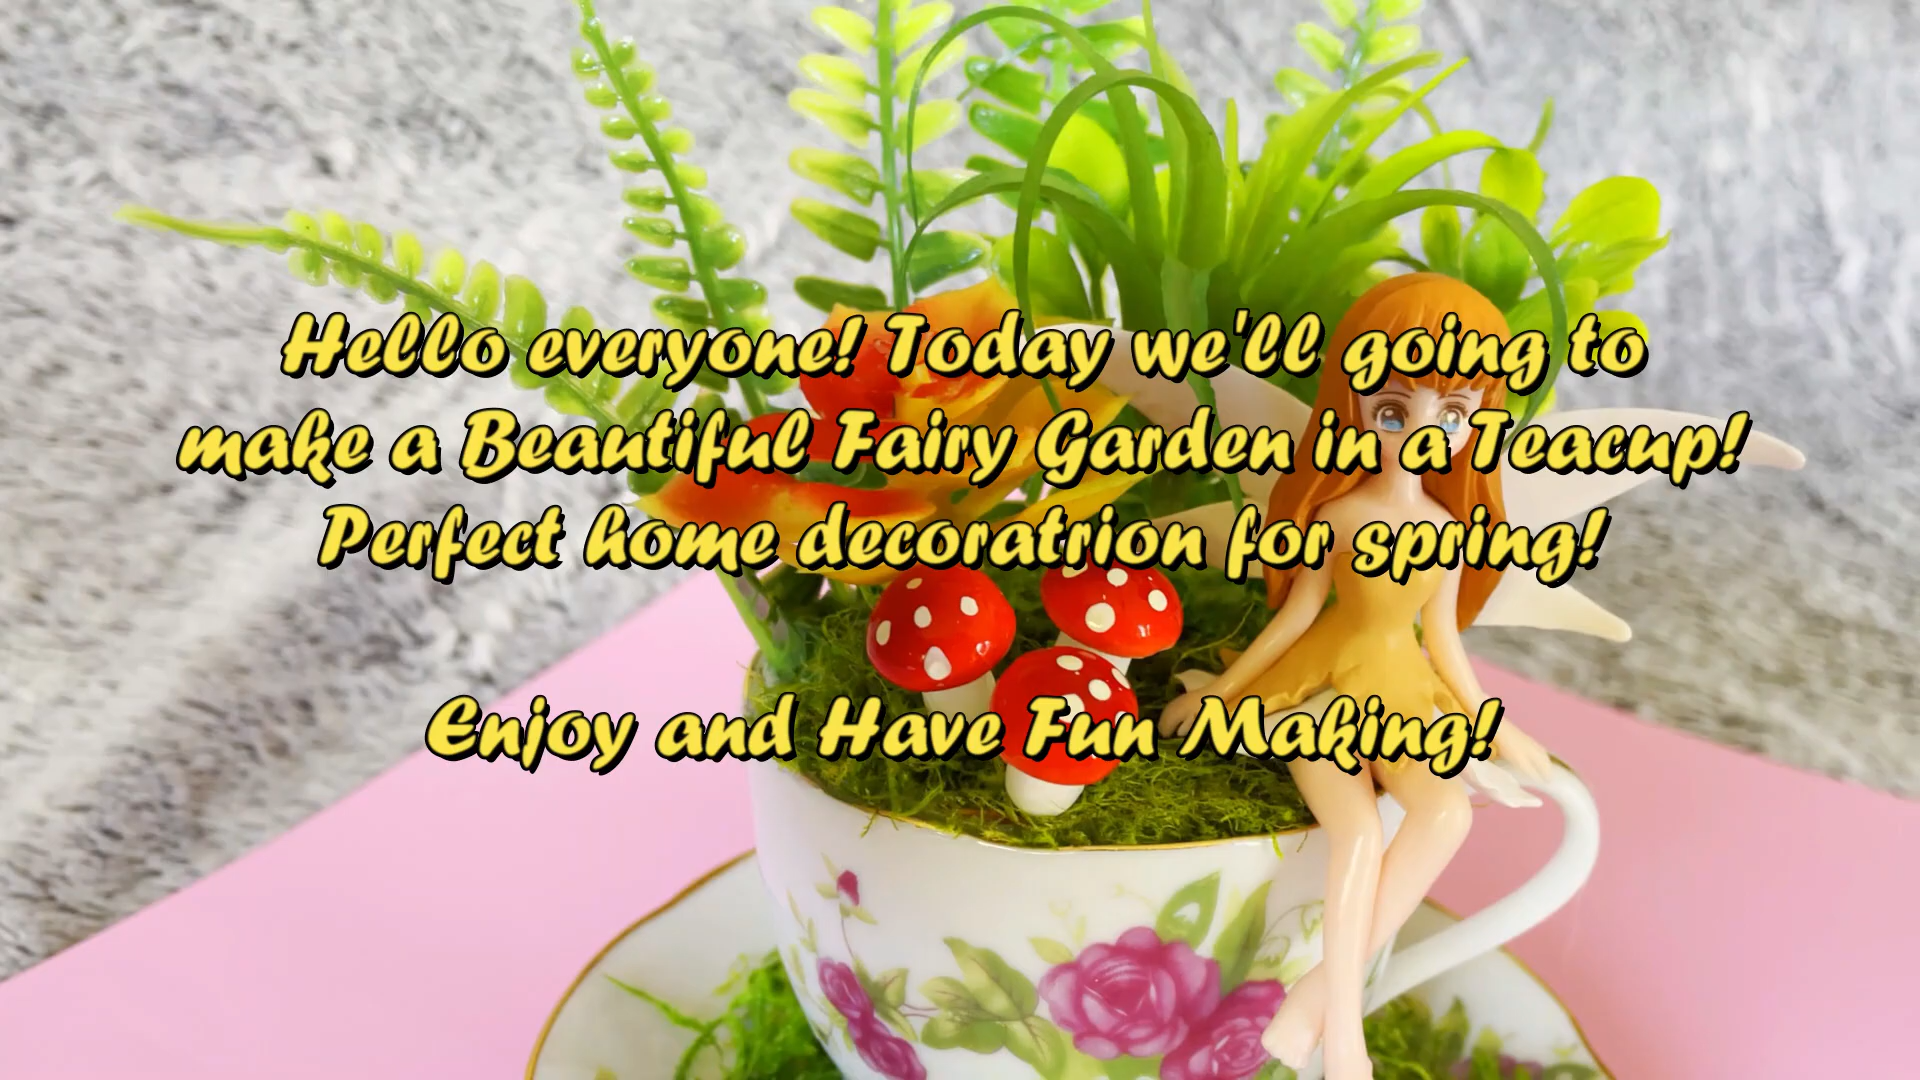 Hello everyone! Today we'll going to
make a Beautiful Fairy Garden in a Teacup!
Perfect home decoratrion for spring!
Enjoy and Have Fun Making!